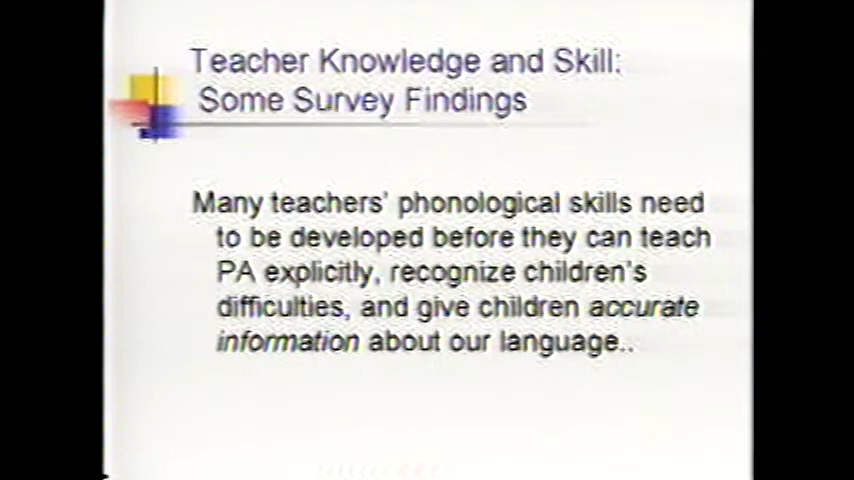 Teacher Knowledge and Skill:
Some Survey Findings
Many teachers' phonological skills need
to be developed before they can teach
PA explicitly, recognize children's
difficulties, and give children accurate
information about our language..